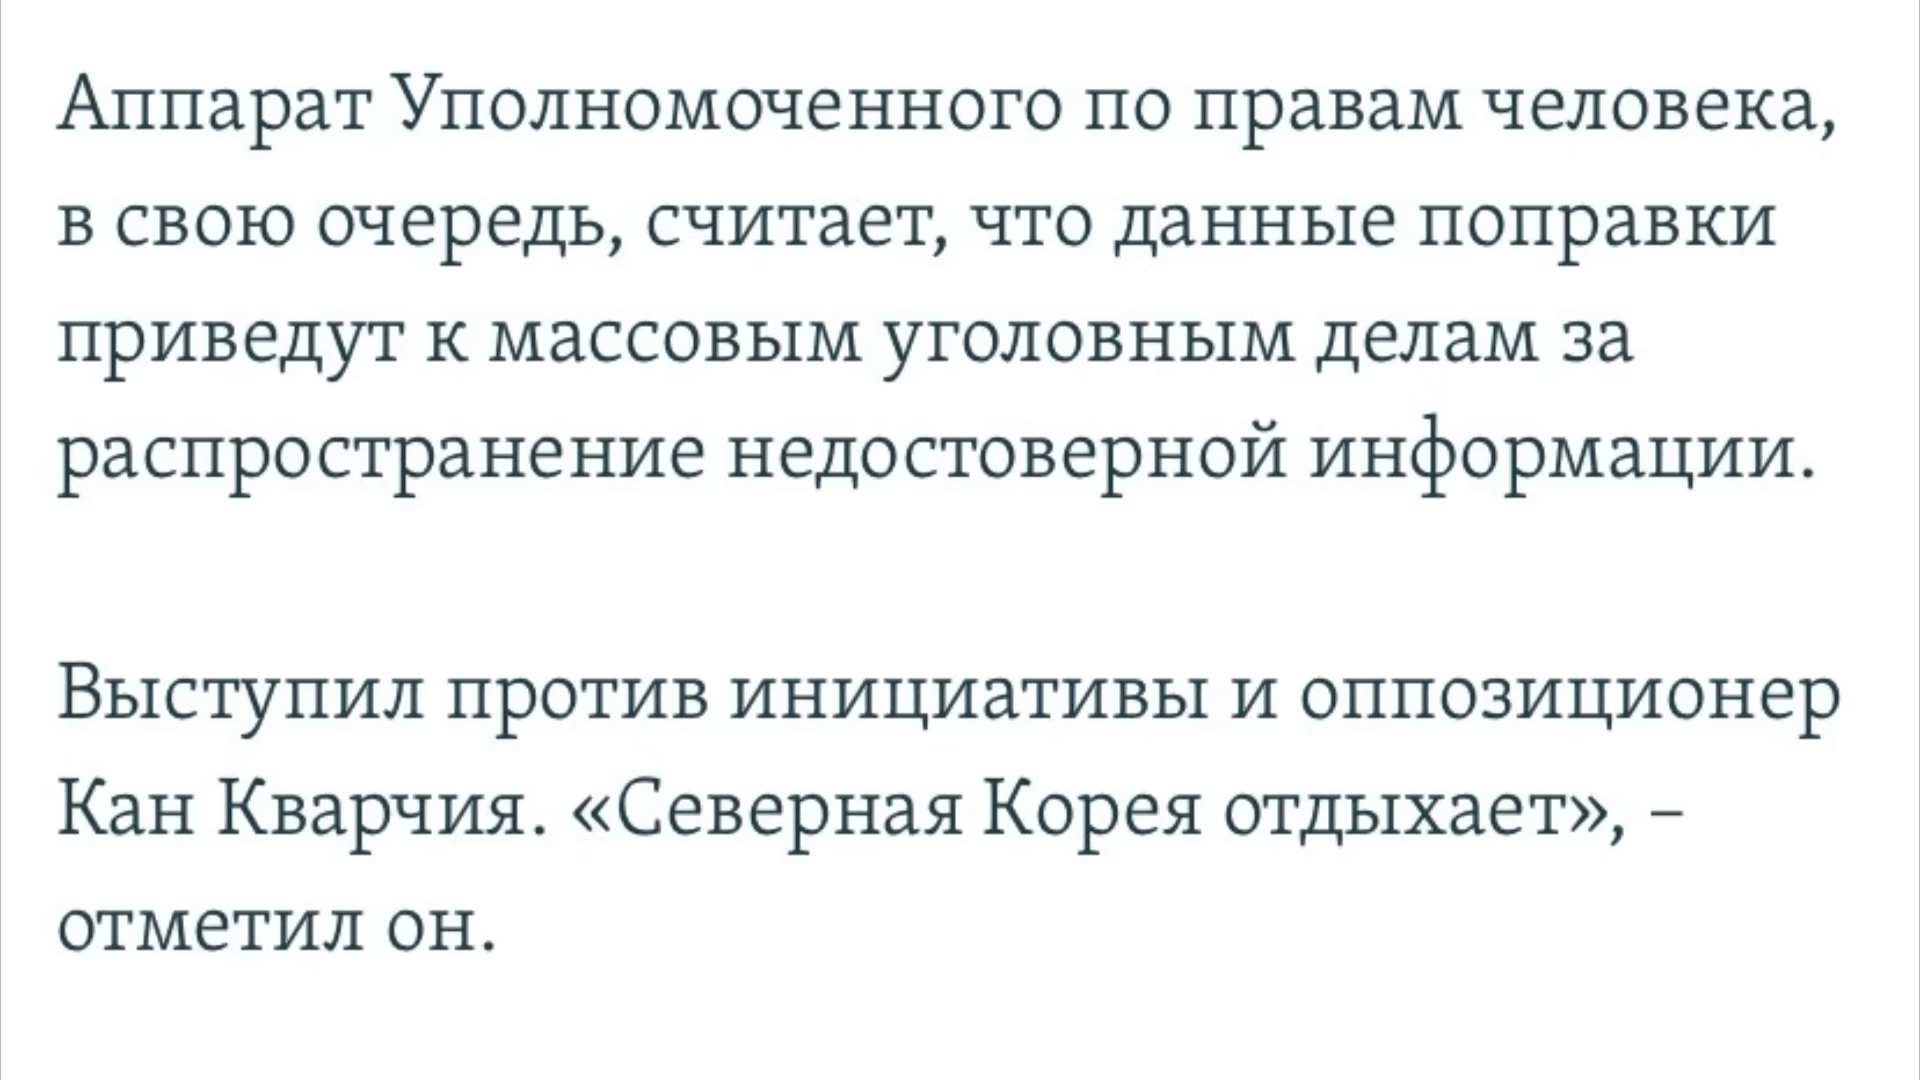 Аппарат Уполномоченного по правам человека,
в свою очередь, считает, что данные поправки
приведут к массовым уголовным делам за
распространение недостоверной информации.
Выступил против инициативы и оппозиционер
Кан Кварчия. «Северная Корея отдыхает», –
отметил он.